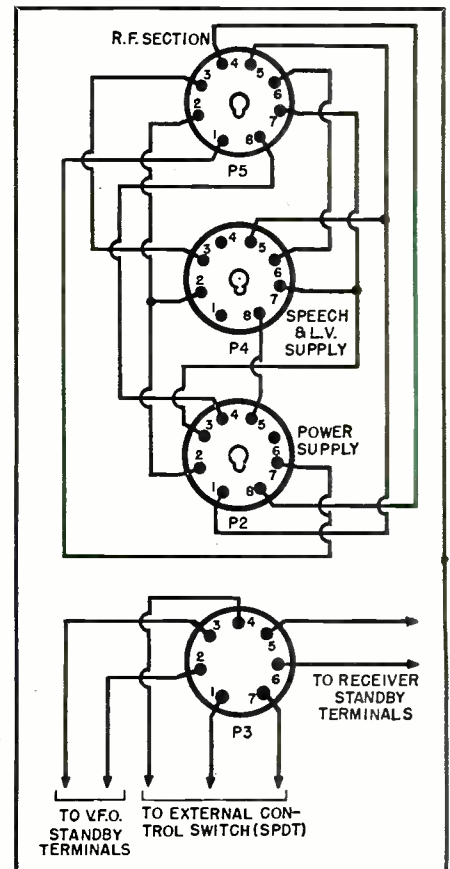 R.F. SECTION
3 4 5 6
2 7
1 8
P5
3 4 5 6
2 7
1 8
SPEECH
& L.V.
SUPPLY
P4
3 4 5 6
2 7
1 8
POWER
SUPPLY
P2
3 4 5
2 6
1 7
P3
TO RECEIVER
STANDBY
TERMINALS
TO V.F.O.
STANDBY
TERMINALS
TO EXTERNAL CON-
TROL SWITCH (SPDT)